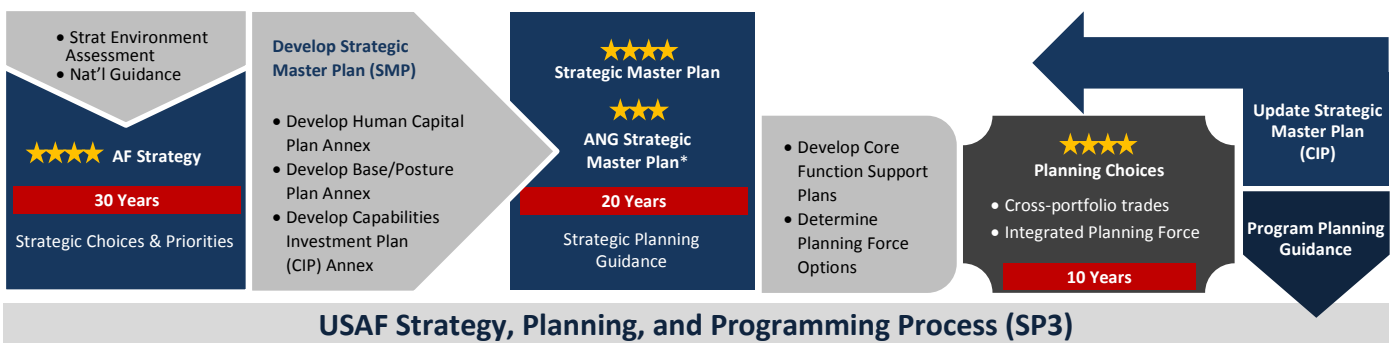 • Strat Environment
Assessment
• Nat'l Guidance
AF Strategy
30 Years
Strategic Choices & Priorities
Develop Strategic
Master Plan (SMP)
• Develop Human Capital
Plan Annex
• Develop Base/Posture
Plan Annex
• Develop Capabilities
Investment Plan
(CIP) Annex
Strategic Master Plan
ANG Strategic
Master Plan*
20 Years
Strategic Planning
Guidance
• Develop Core
Function Support
Plans
• Determine
Planning Force
Options
Planning Choices
• Cross-portfolio trades
• Integrated Planning Force
10 Years
Update Strategic
Master Plan
(CIP)
Program Planning
Guidance
USAF Strategy, Planning, and Programming Process (SP3)